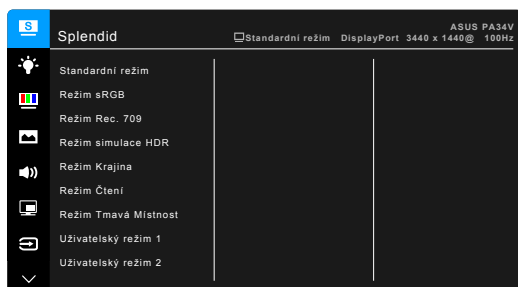 S
Splendid
Standardní režim DisplayPort 3440 x 1440@ 100Hz
ASUS PA34V
Standardní režim
Režim sRGB
Režim Rec. 709
Režim simulace HDR
Režim Krajina
Režim Čtení
Režim Tmavá Místnost
Uživatelský režim 1
Uživatelský režim 2